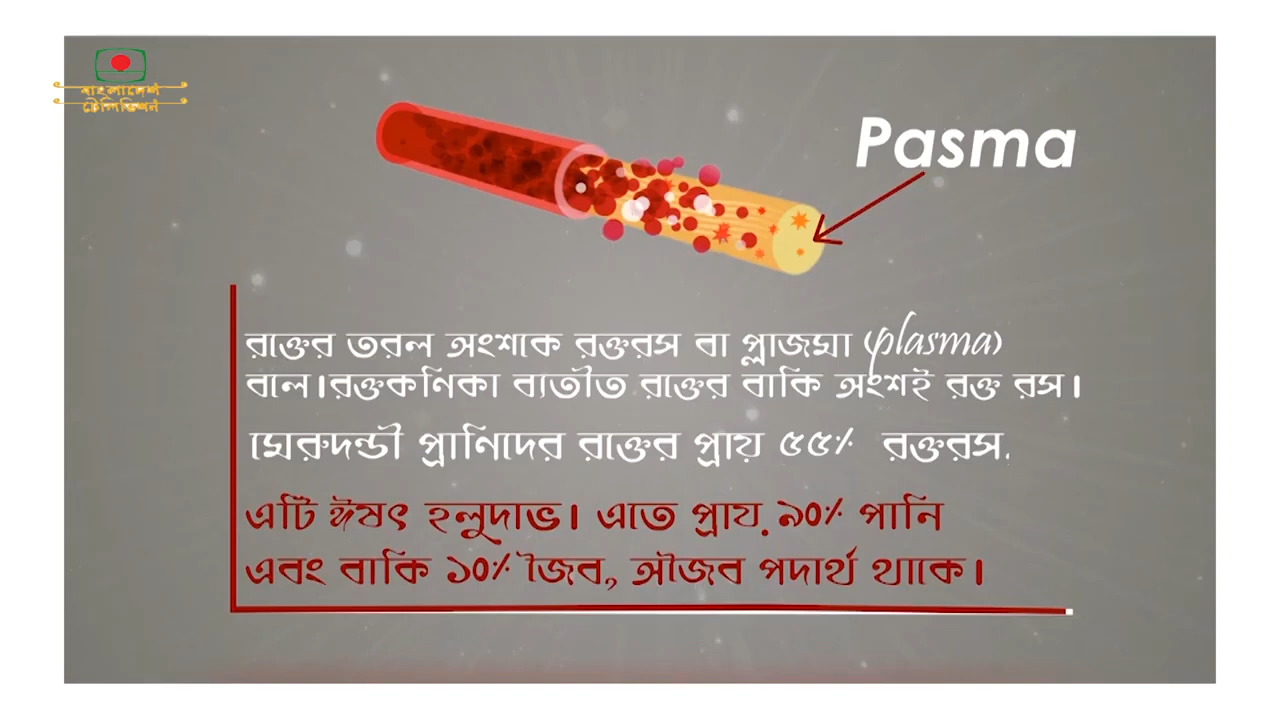 বাংলাদেশ
টেলিভিশন
Pasma
রক্তের তরল অংশকে রক্তরস বা প্লাজমা (plasma)
বলে।রক্তকণিকা ব্যতীত রক্তের বাকি অংশই রক্ত রস।
মেরুদন্ডী প্রাণিদের রক্তের প্রায় ৫৫% রক্তরস.
এটি ঈষৎ হলুদাভ। এতে প্রায় ৯০% পানি
এবং বাকি ১০% জৈব, অজৈব পদার্থ থাকে।